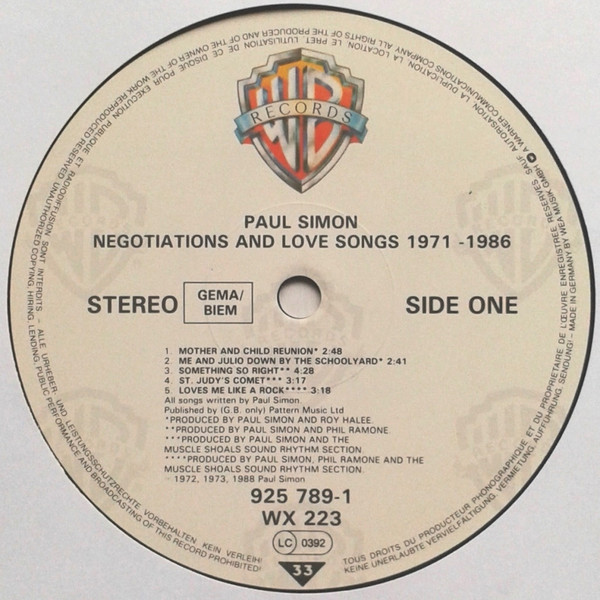 WB
RECORDS
PAUL SIMON
NEGOTIATIONS AND LOVE SONGS 1971 -1986
STEREO
GEMA/
BIEM
SIDE ONE
1. MOTHER AND CHILD REUNION* 2:48
2. ME AND JULIO DOWN BY THE SCHOOLYARD* 2:41
3. SOMETHING SO RIGHT** 4:28
4. ST. JUDY'S COMET*** 3:17
5. LOVES ME LIKE A ROCK**** 3:18
All songs written by Paul Simon.
Published by (G.B. only) Pattern Music Ltd
*PRODUCED BY PAUL SIMON AND ROY HALEE.
**PRODUCED BY PAUL SIMON AND PHIL RAMONE.
***PRODUCED BY PAUL SIMON AND THE
MUSCLE SHOALS SOUND RHYTHM SECTION.
****PRODUCED BY PAUL SIMON, PHIL RAMONE AND THE
MUSCLE SHOALS SOUND RHYTHM SECTION.
1972, 1973, 1988 Paul Simon
925 789-1
WX 223
LC 0392
33
TOUS DROITS DU PRODUCTEUR PHONOGRAPHIQUE ET DU PROPRIETAIRE DE L'ŒUVRE ENREGISTREE RESERVES. SAUF AUTORISATION, LA DUPLICATION, LA LOCATION, LE PRET, L'UTILISATION DE CE DISQUE POUR EXECUTION PUBLIQUE ET RADIODIFFUSION SONT INTERDITS - ALLE URHEBER- UND LEISTUNGSSCHUTZRECHTE VORBEHALTEN. KEIN VERLEIH!
KEINE UNERLAUBTE VERVIELFÄLTIGUNG, VERMIETUNG, AUFFÜHRUNG, SENDUNG! - MADE IN GERMANY BY WEA MUSIK GMBH - A WARNER COMMUNICATIONS COMPANY. ALL RIGHTS OF THE PRODUCER AND OF THE OWNER OF THE WORK REPRODUCED RESERVED. UNAUTHORIZED COPYING, HIRING, LENDING, PUBLIC PERFORMANCE AND BROADCASTING OF THIS RECORD PROHIBITED!